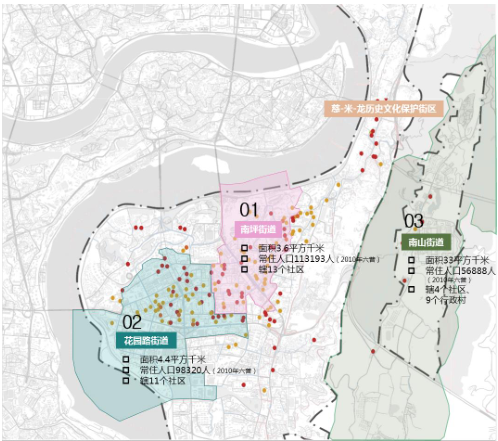 慈-米-龙历史文化保护街区
01
南坪街道
面积3.6平方千米
常住人口113193人（2010年六普）
辖13个社区
03
南山街道
面积33平方千米
常住人口56888人
（2010年六普）
辖4个社区、
9个行政村
02
花园路街道
面积4.4平方千米
常住人口98320人（2010年六普）
辖11个社区